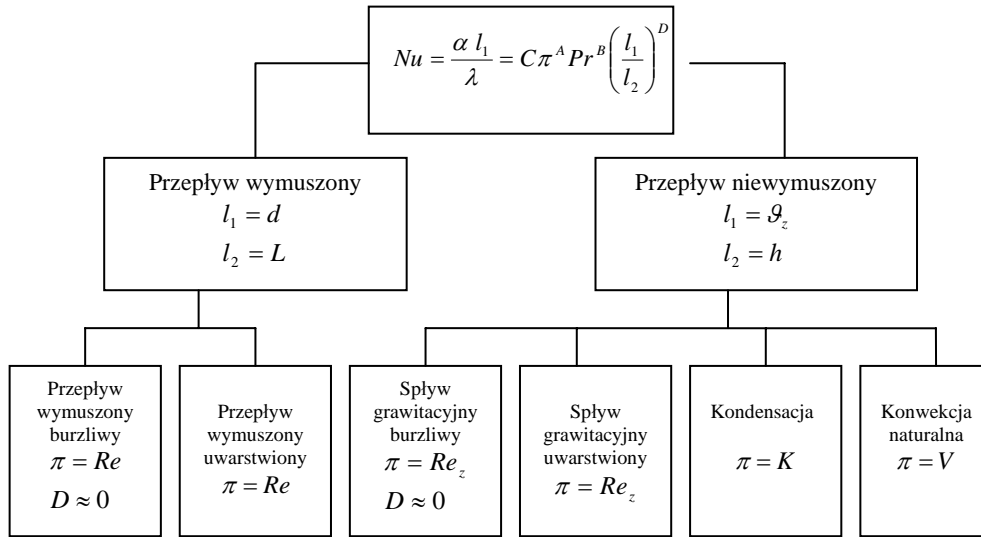 Nu = α l₁ / λ = C π^A Pr^B (l₁ / l₂)^D
Przepływ wymuszony
l₁ = d
l₂ = L
Przepływ niewymuszony
l₁ = ϑ_z
l₂ = h
Przepływ
wymuszony
burzliwy
π = Re
D ≈ 0
Przepływ
wymuszony
uwarstwiony
π = Re
Spływ
grawitacyjny
burzliwy
π = Re_z
D ≈ 0
Spływ
grawitacyjny
uwarstwiony
π = Re_z
Kondensacja
π = K
Konwekcja
naturalna
π = V